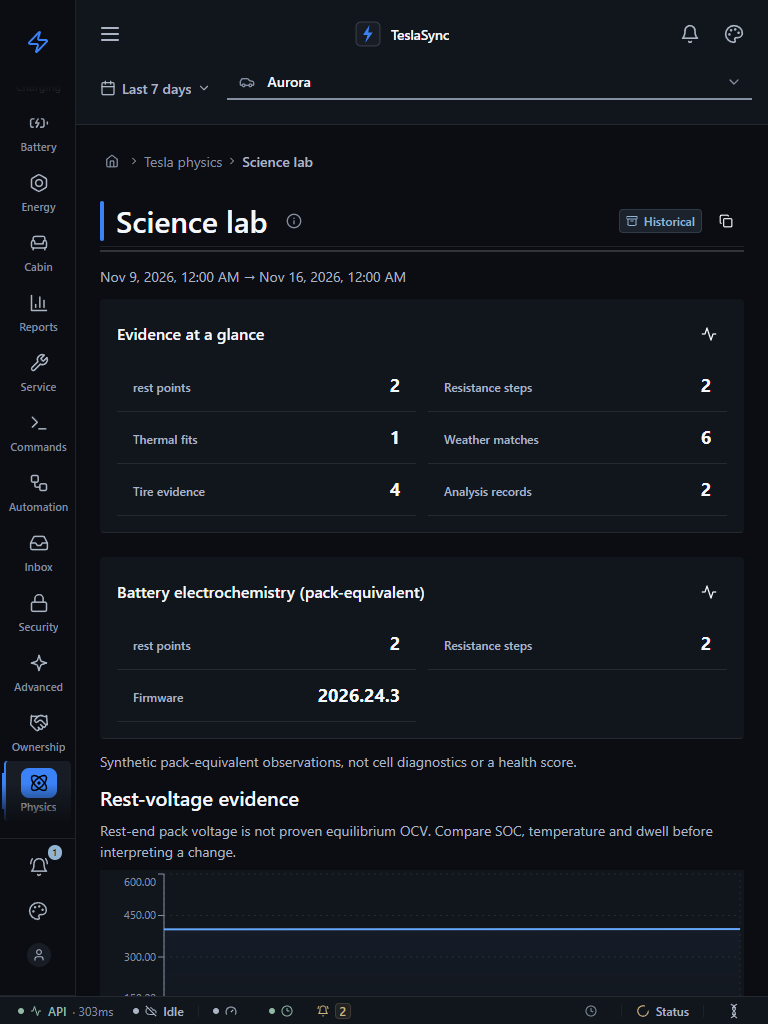 TeslaSync
Last 7 days
Aurora
Charging
Battery
Energy
Cabin
Reports
Service
Commands
Automation
Inbox
Security
Advanced
Ownership
Physics
1
Tesla physics
Science lab
Science lab
Historical
Nov 9, 2026, 12:00 AM → Nov 16, 2026, 12:00 AM
Evidence at a glance
rest points 2
Resistance steps 2
Thermal fits 1
Weather matches 6
Tire evidence 4
Analysis records 2
Battery electrochemistry (pack-equivalent)
rest points 2
Resistance steps 2
Firmware 2026.24.3
Synthetic pack-equivalent observations, not cell diagnostics or a health score.
Rest-voltage evidence
Rest-end pack voltage is not proven equilibrium OCV. Compare SOC, temperature and dwell before
interpreting a change.
600.00
450.00
300.00
150.00
API · 303ms
Idle
2
Status